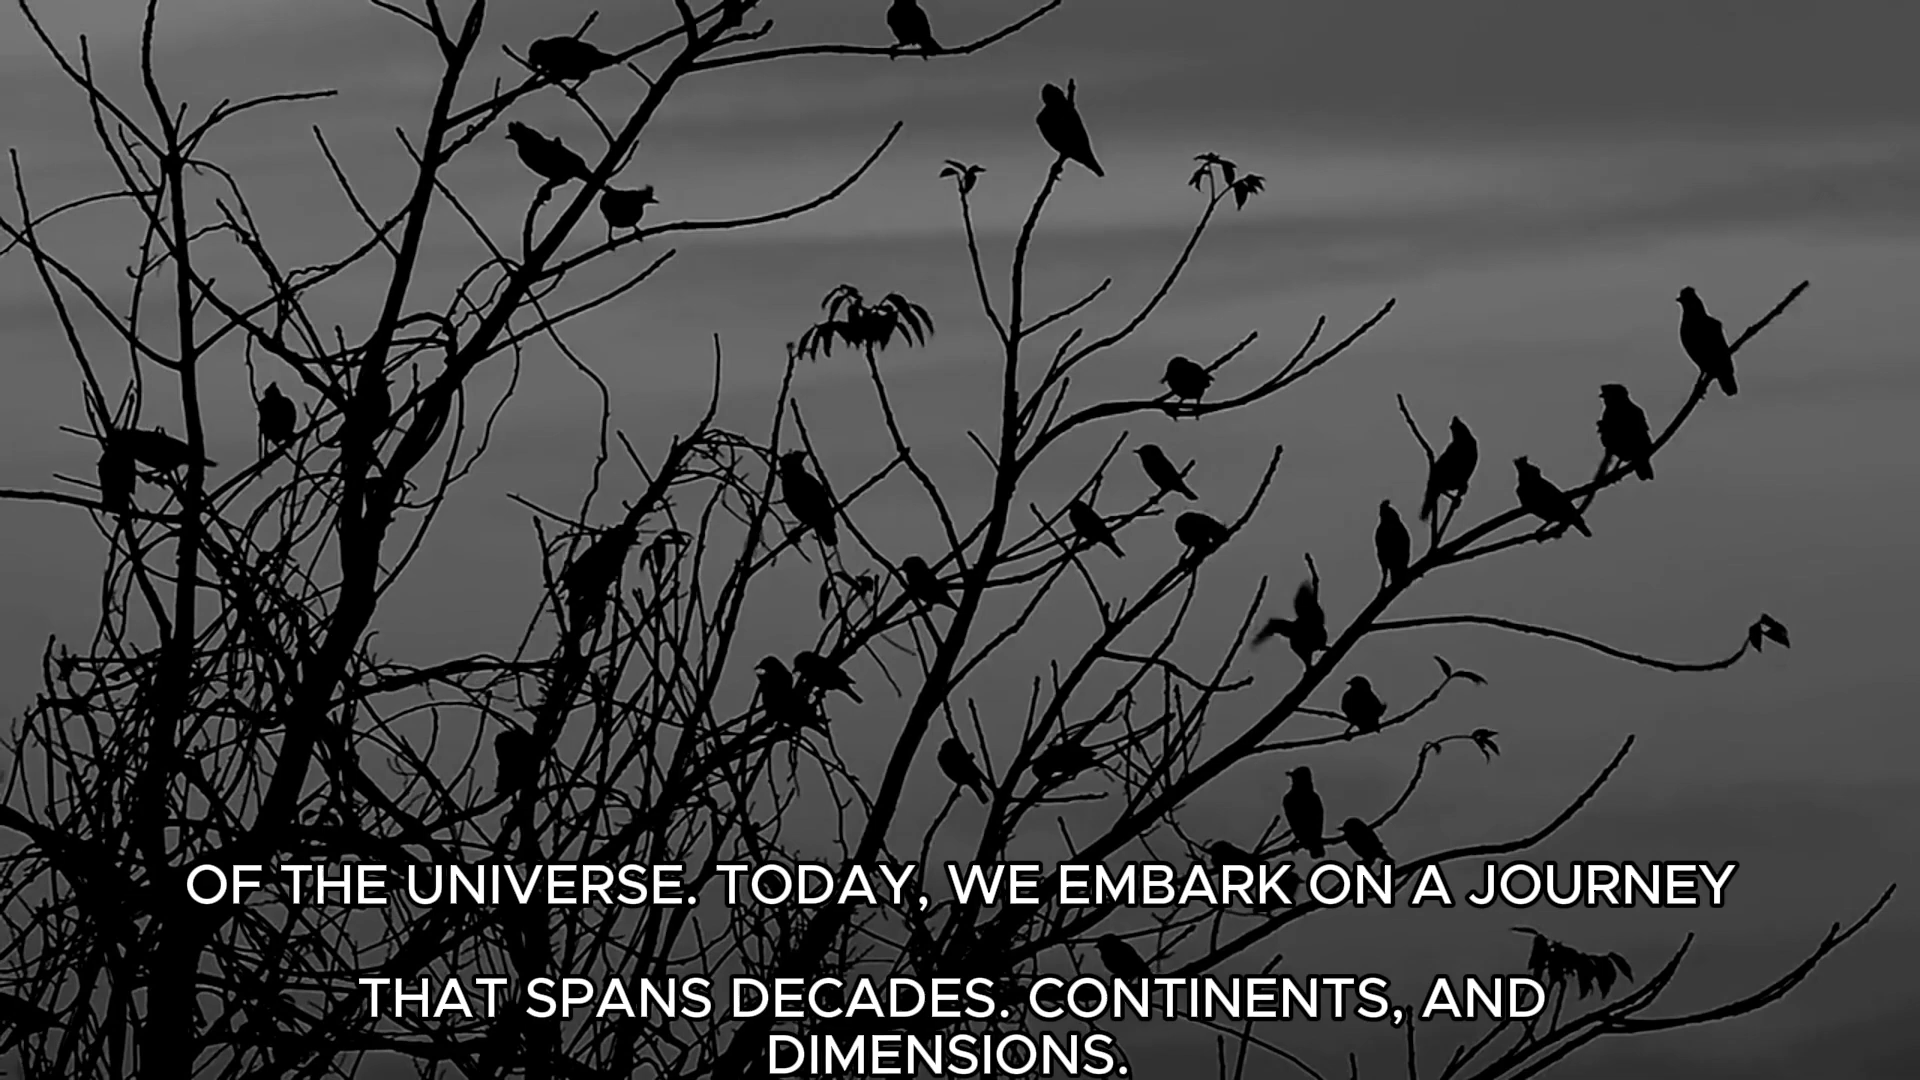 OF THE UNIVERSE. TODAY, WE EMBARK ON A JOURNEY
THAT SPANS DECADES. CONTINENTS, AND
DIMENSIONS.